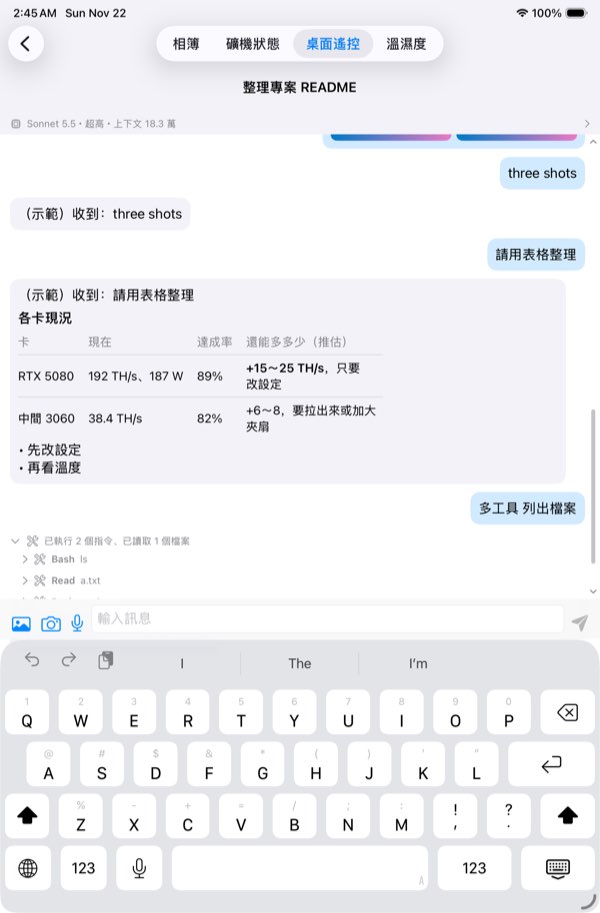 2:45 AM Sun Nov 22
100%
相簿 礦機狀態 桌面遙控 溫濕度
整理專案 README
Sonnet 5.5・超高・上下文 18.3 萬
three shots
（示範）收到：three shots
請用表格整理
（示範）收到：請用表格整理
各卡現況
卡 現在 達成率 還能多多少（推估）
RTX 5080 192 TH/s、187 W 89% +15～25 TH/s，只要
改設定
中間 3060 38.4 TH/s 82% +6～8，要拉出來或加大
夾扇
• 先改設定
• 再看溫度
多工具 列出檔案
已執行 2 個指令、已讀取 1 個檔案
Bash ls
Read a.txt
輸入訊息
I The I'm
1 2 3 4 5 6 7 8 9 0
Q W E R T Y U I O P
@ # $ & * ( ) ' "
A S D F G H J K L
% - + = / ; : ! ?
Z X C V B N M , .
123 A 123